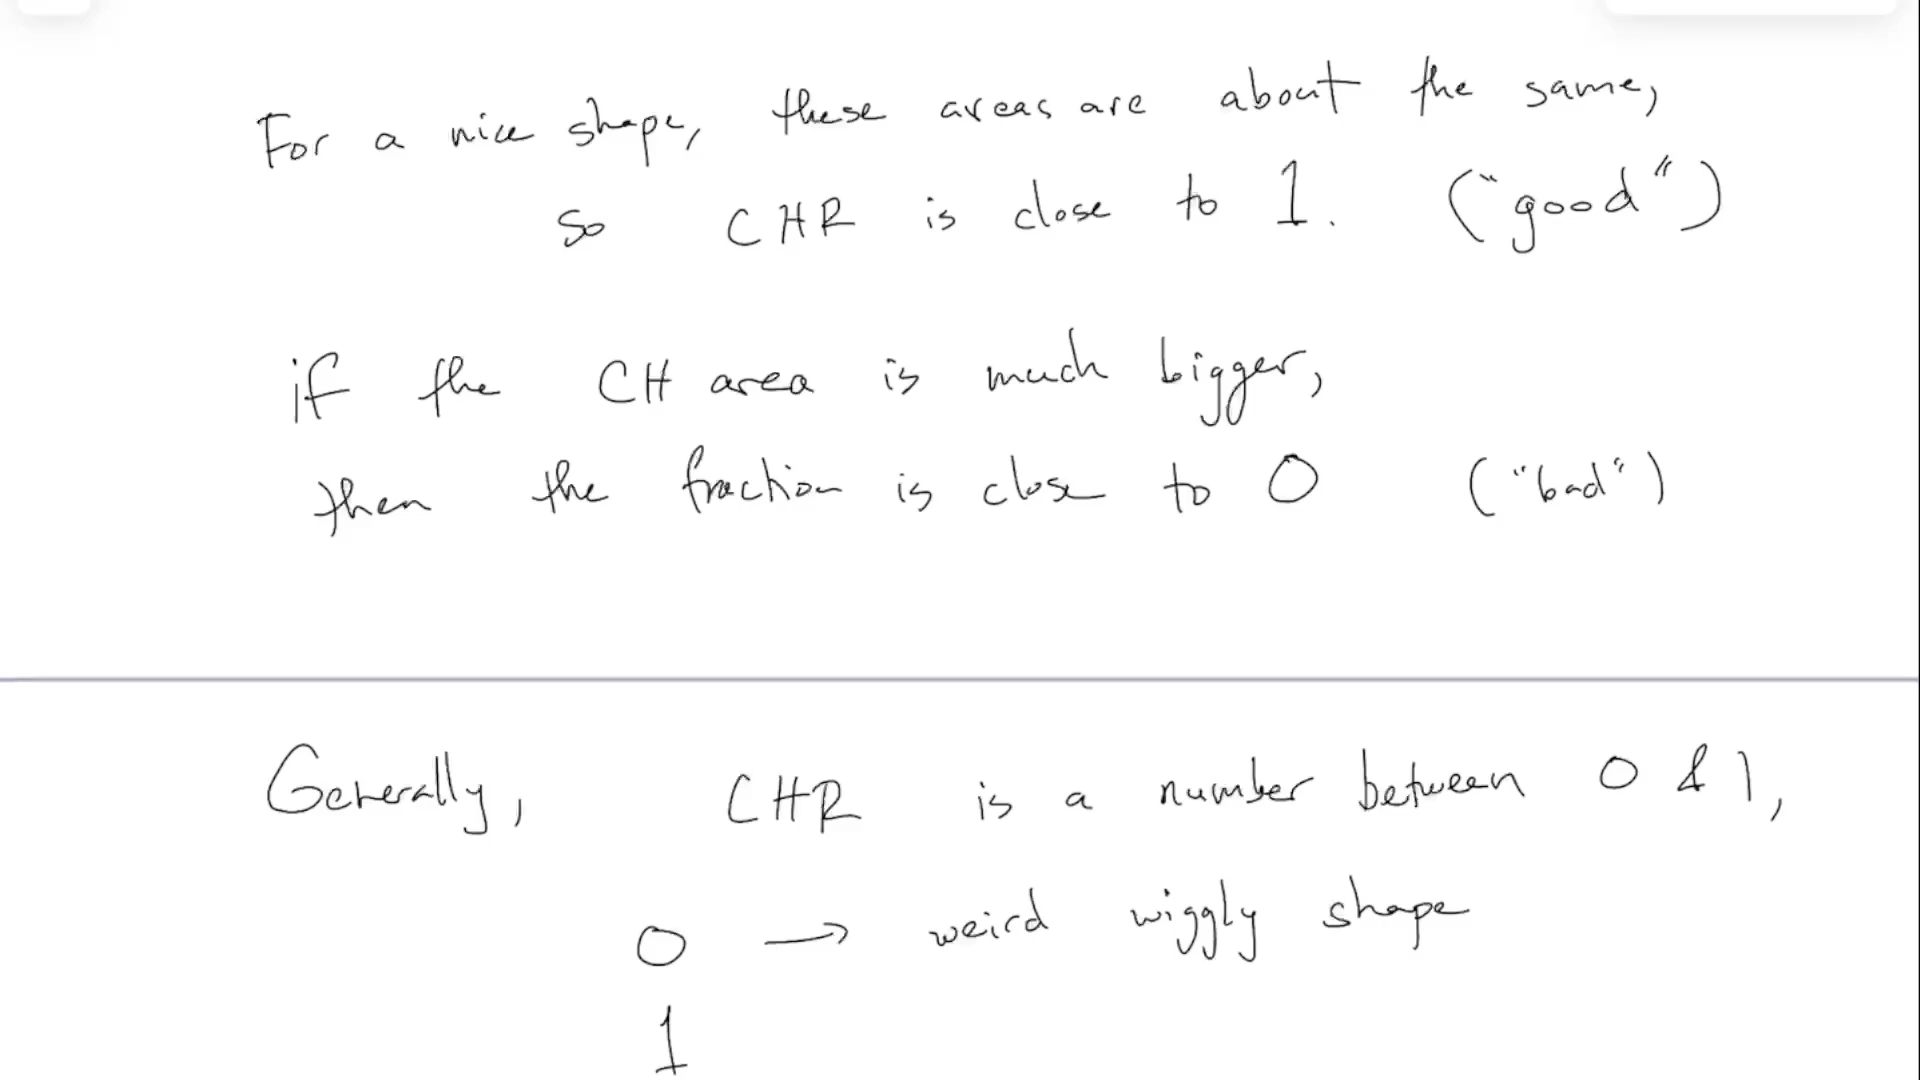 For a nice shape, these areas are about the same,
so CHR is close to 1. ("good")
if the CH area is much bigger,
then the fraction is close to 0 ("bad")
Generally, CHR is a number between 0 & 1,
0 → weird wiggly shape
1